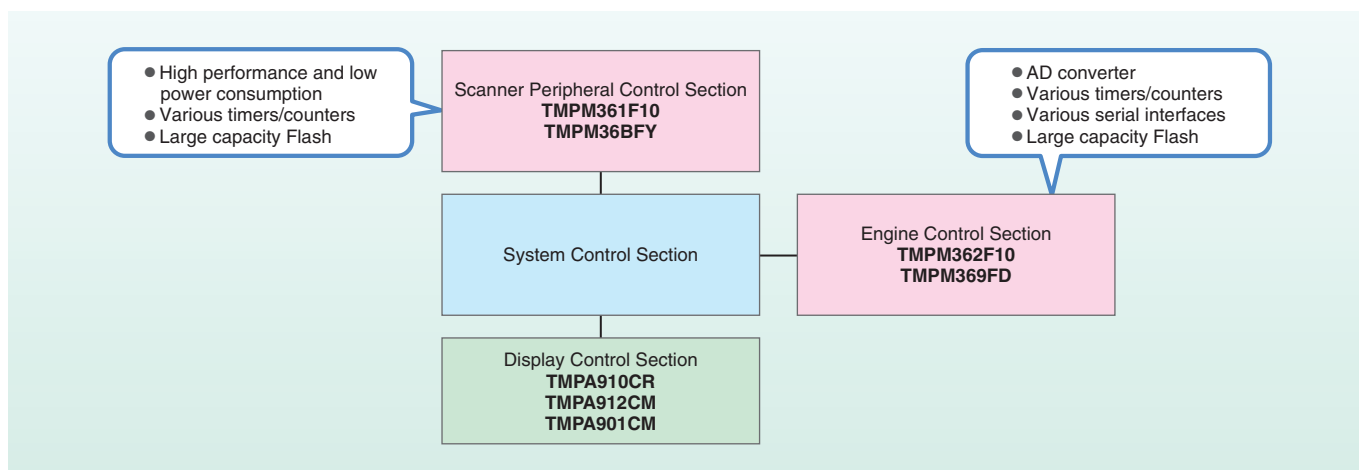 ● High performance and low
power consumption
● Various timers/counters
● Large capacity Flash
Scanner Peripheral Control Section
TMPM361F10
TMPM36BFY
● AD converter
● Various timers/counters
● Various serial interfaces
● Large capacity Flash
System Control Section
Engine Control Section
TMPM362F10
TMPM369FD
Display Control Section
TMPA910CR
TMPA912CM
TMPA901CM